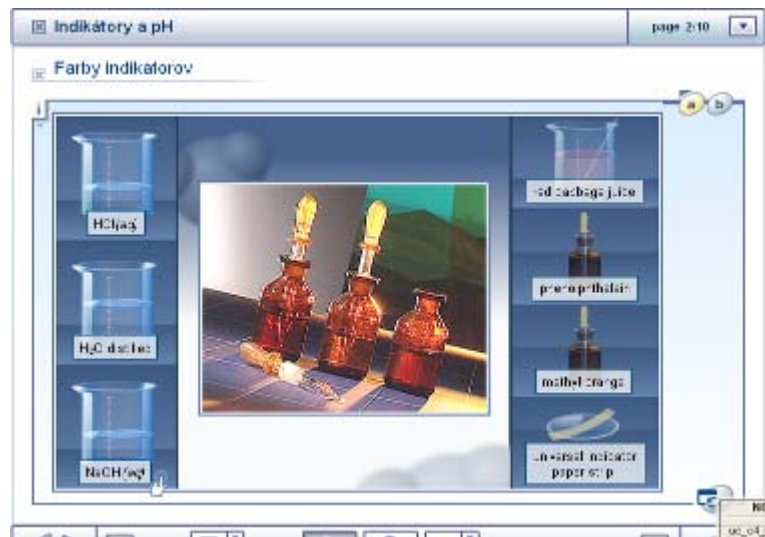 Indikátory a pH
page 2/10
Farby indikátorov
a b
HCl(aq)
red cabbage juice
phenolphthalein
H₂O distilled
methyl orange
NaOH(aq)
universal indicator
paper strip